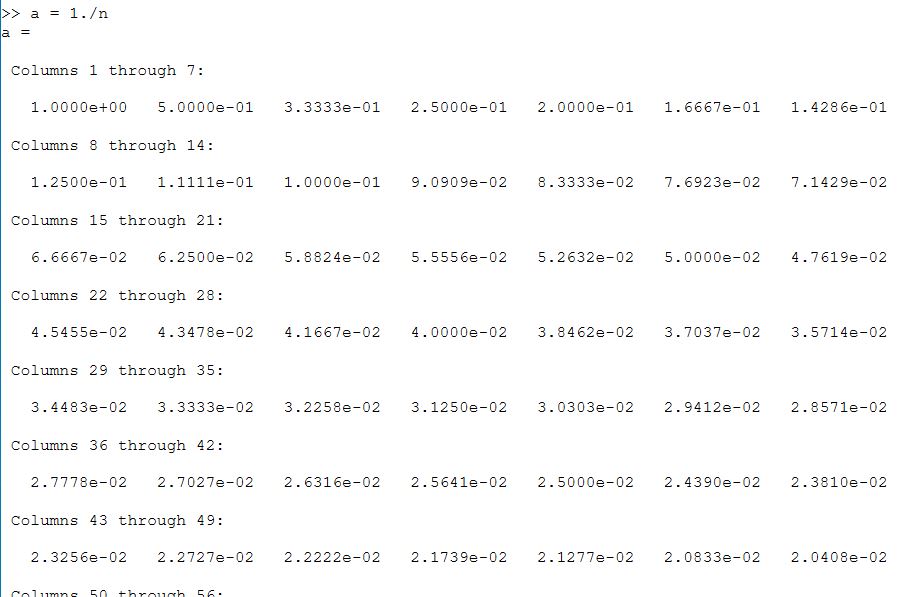 >> a = 1./n
a =
Columns 1 through 7:
1.0000e+00 5.0000e-01 3.3333e-01 2.5000e-01 2.0000e-01 1.6667e-01 1.4286e-01
Columns 8 through 14:
1.2500e-01 1.1111e-01 1.0000e-01 9.0909e-02 8.3333e-02 7.6923e-02 7.1429e-02
Columns 15 through 21:
6.6667e-02 6.2500e-02 5.8824e-02 5.5556e-02 5.2632e-02 5.0000e-02 4.7619e-02
Columns 22 through 28:
4.5455e-02 4.3478e-02 4.1667e-02 4.0000e-02 3.8462e-02 3.7037e-02 3.5714e-02
Columns 29 through 35:
3.4483e-02 3.3333e-02 3.2258e-02 3.1250e-02 3.0303e-02 2.9412e-02 2.8571e-02
Columns 36 through 42:
2.7778e-02 2.7027e-02 2.6316e-02 2.5641e-02 2.5000e-02 2.4390e-02 2.3810e-02
Columns 43 through 49:
2.3256e-02 2.2727e-02 2.2222e-02 2.1739e-02 2.1277e-02 2.0833e-02 2.0408e-02
Columns 50 through 56: